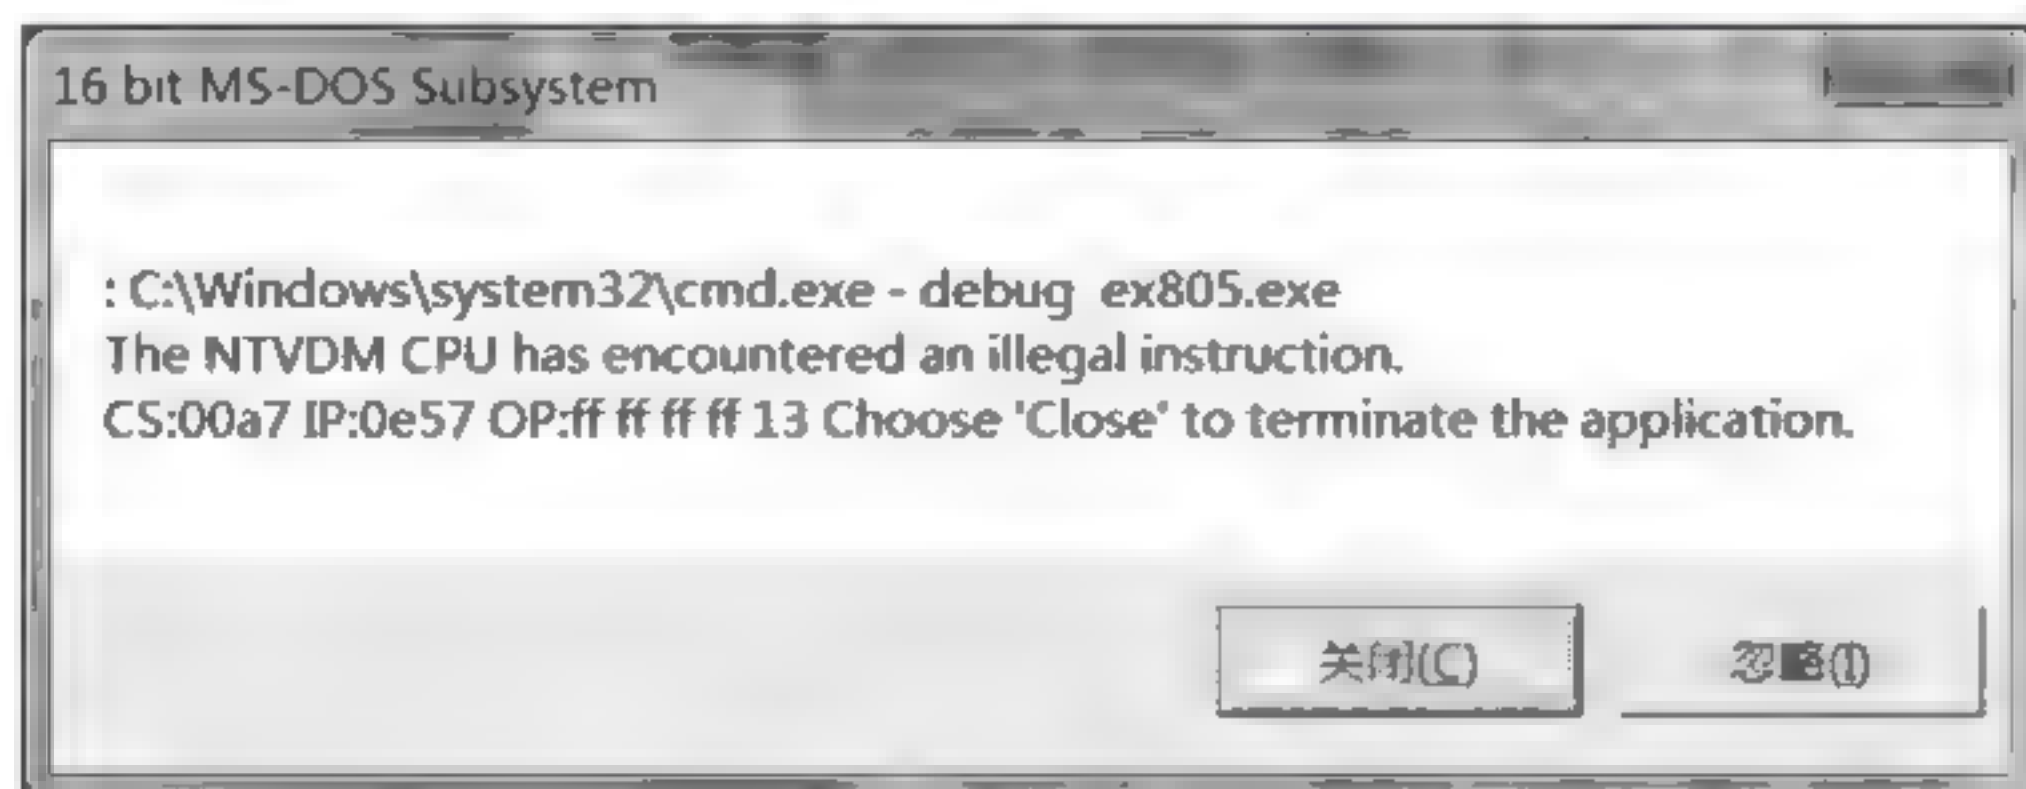 16 bit MS-DOS Subsystem
: C:\Windows\system32\cmd.exe - debug  ex805.exe
The NTVDM CPU has encountered an illegal instruction.
CS:00a7 IP:0e57 OP:ff ff ff ff 13 Choose 'Close' to terminate the application.
关闭(C)
忽略(I)